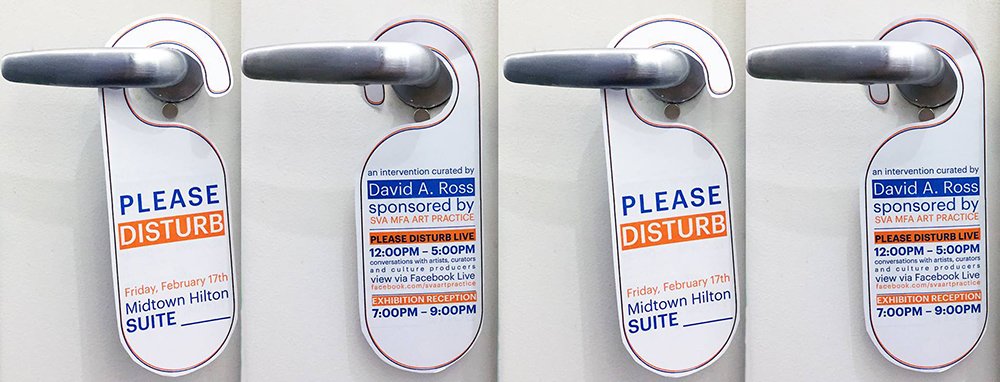 PLEASE
DISTURB
Friday, February 17th
Midtown Hilton
SUITE ____
an intervention curated by
David A. Ross
sponsored by
SVA MFA ART PRACTICE
PLEASE DISTURB LIVE
12:00PM – 5:00PM
conversations with artists, curators
and culture producers
view via Facebook Live
facebook.com/svaartpractice
EXHIBITION RECEPTION
7:00PM – 9:00PM
PLEASE
DISTURB
Friday, February 17th
Midtown Hilton
SUITE ____
an intervention curated by
David A. Ross
sponsored by
SVA MFA ART PRACTICE
PLEASE DISTURB LIVE
12:00PM – 5:00PM
conversations with artists, curators
and culture producers
view via Facebook Live
facebook.com/svaartpractice
EXHIBITION RECEPTION
7:00PM – 9:00PM